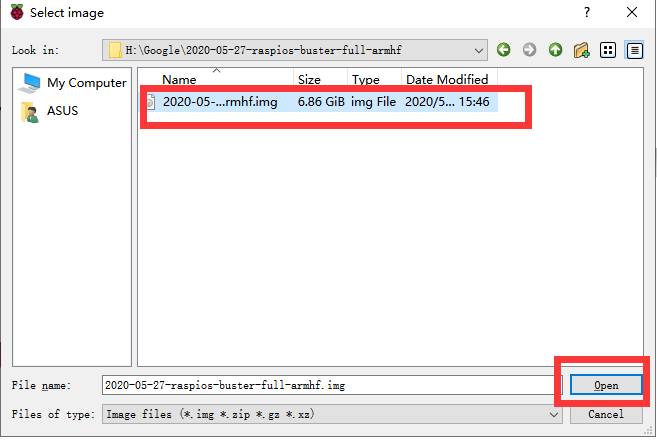 Select image
?
Look in: H:\Google\2020-05-27-raspios-buster-full-armhf
My Computer
ASUS
Name Size Type Date Modified
2020-05-...rmhf.img 6.86 GiB img File 2020/5... 15:46
File name: 2020-05-27-raspios-buster-full-armhf.img Open
Files of type: Image files (*.img *.zip *.gz *.xz) Cancel